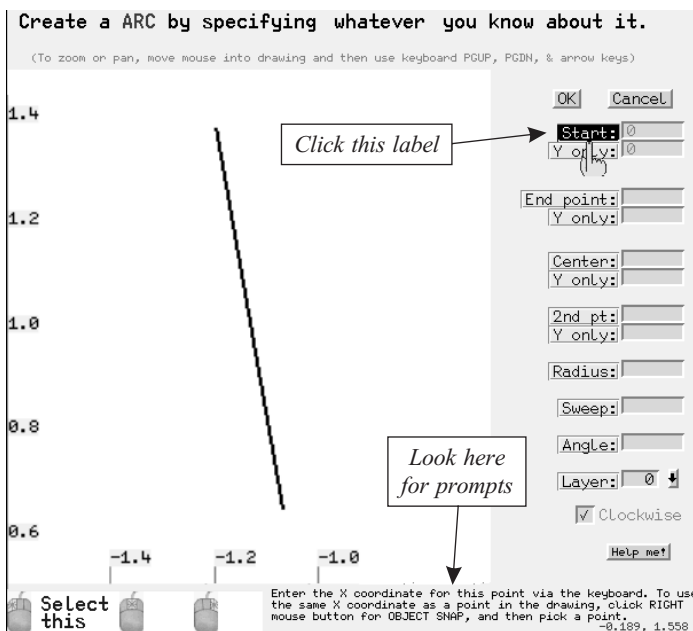 Create a ARC by specifying whatever you know about it.
(To zoom or pan, move mouse into drawing and then use keyboard PGUP, PGDN, & arrow keys)
OK Cancel
1.4
Click this label
Start: 0
Y only: 0
End point:
1.2
Y only:
Center:
Y only:
1.0
2nd pt:
Y only:
Radius:
Sweep:
0.8
Angle:
Look here
for prompts
Layer: 0
Clockwise
0.6
-1.4 -1.2 -1.0
Help me!
Select
this
Enter the X coordinate for this point via the keyboard. To use
the same X coordinate as a point in the drawing, click RIGHT
mouse button for OBJECT SNAP, and then pick a point.
-0.189, 1.558